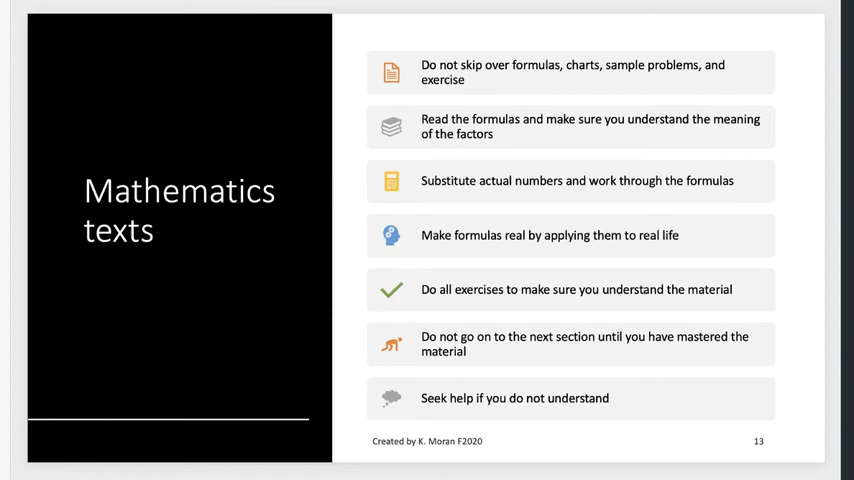 Mathematics
texts
Do not skip over formulas, charts, sample problems, and
exercise
Read the formulas and make sure you understand the meaning
of the factors
Substitute actual numbers and work through the formulas
Make formulas real by applying them to real life
Do all exercises to make sure you understand the material
Do not go on to the next section until you have mastered the
material
Seek help if you do not understand
Created by K. Moran F2020
13